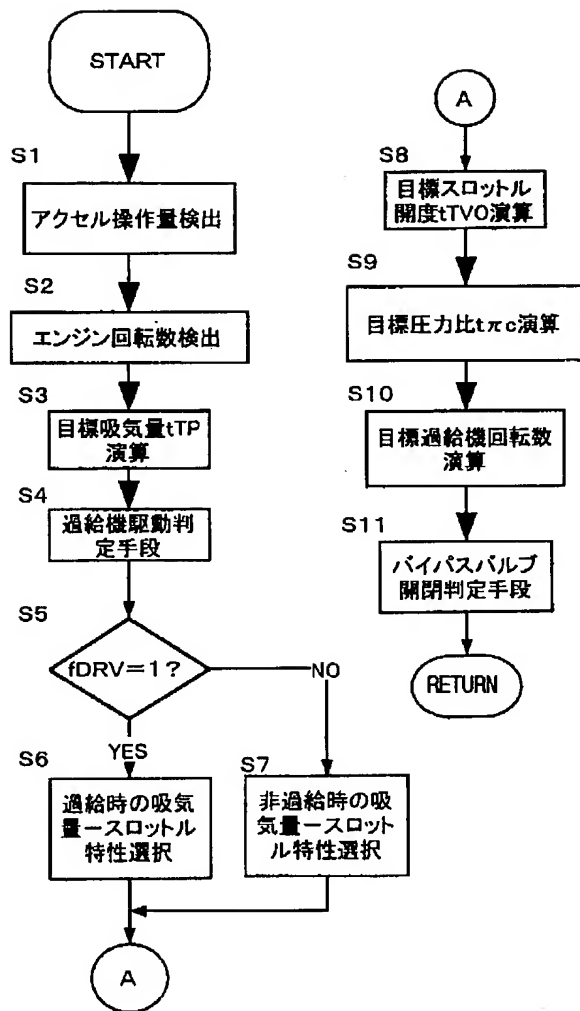 START
S1
アクセル操作量検出
S2
エンジン回転数検出
S3
目標吸気量tTP
演算
S4
過給機駆動判
定手段
S5
fDRV=1?
NO
YES
S6
過給時の吸気
量ースロットル
特性選択
S7
非過給時の吸
気量ースロット
ル特性選択
A
A
S8
目標スロットル
開度tTVO演算
S9
目標圧力比tπc演算
S10
目標過給機回転数
演算
S11
バイパスバルブ
開閉判定手段
RETURN